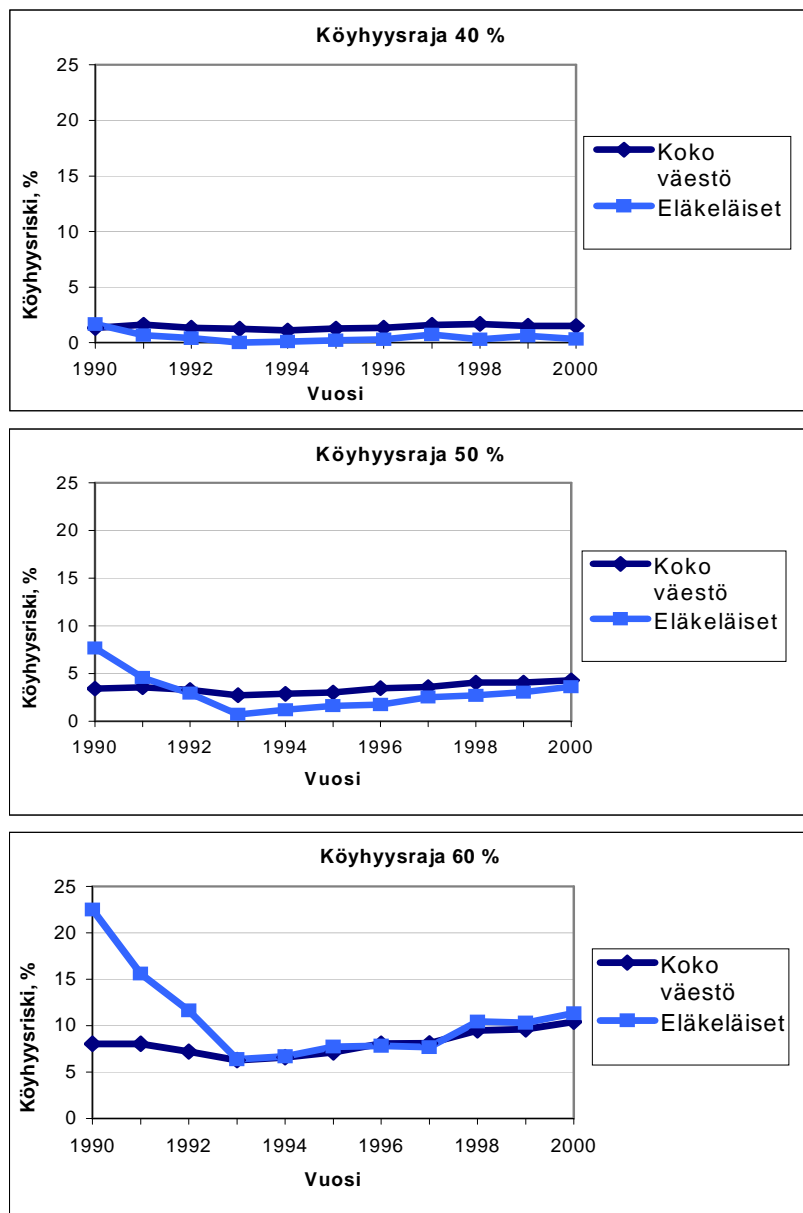 Köyhyysraja 40 %
25
20
15
10
5
0
Köyhyysriski, %
1990 1992 1994 1996 1998 2000
Vuosi
Koko
väestö
Eläkeläiset
Köyhyysraja 50 %
25
20
15
10
5
0
Köyhyysriski, %
1990 1992 1994 1996 1998 2000
Vuosi
Koko
väestö
Eläkeläiset
Köyhyysraja 60 %
25
20
15
10
5
0
Köyhyysriski, %
1990 1992 1994 1996 1998 2000
Vuosi
Koko
väestö
Eläkeläiset